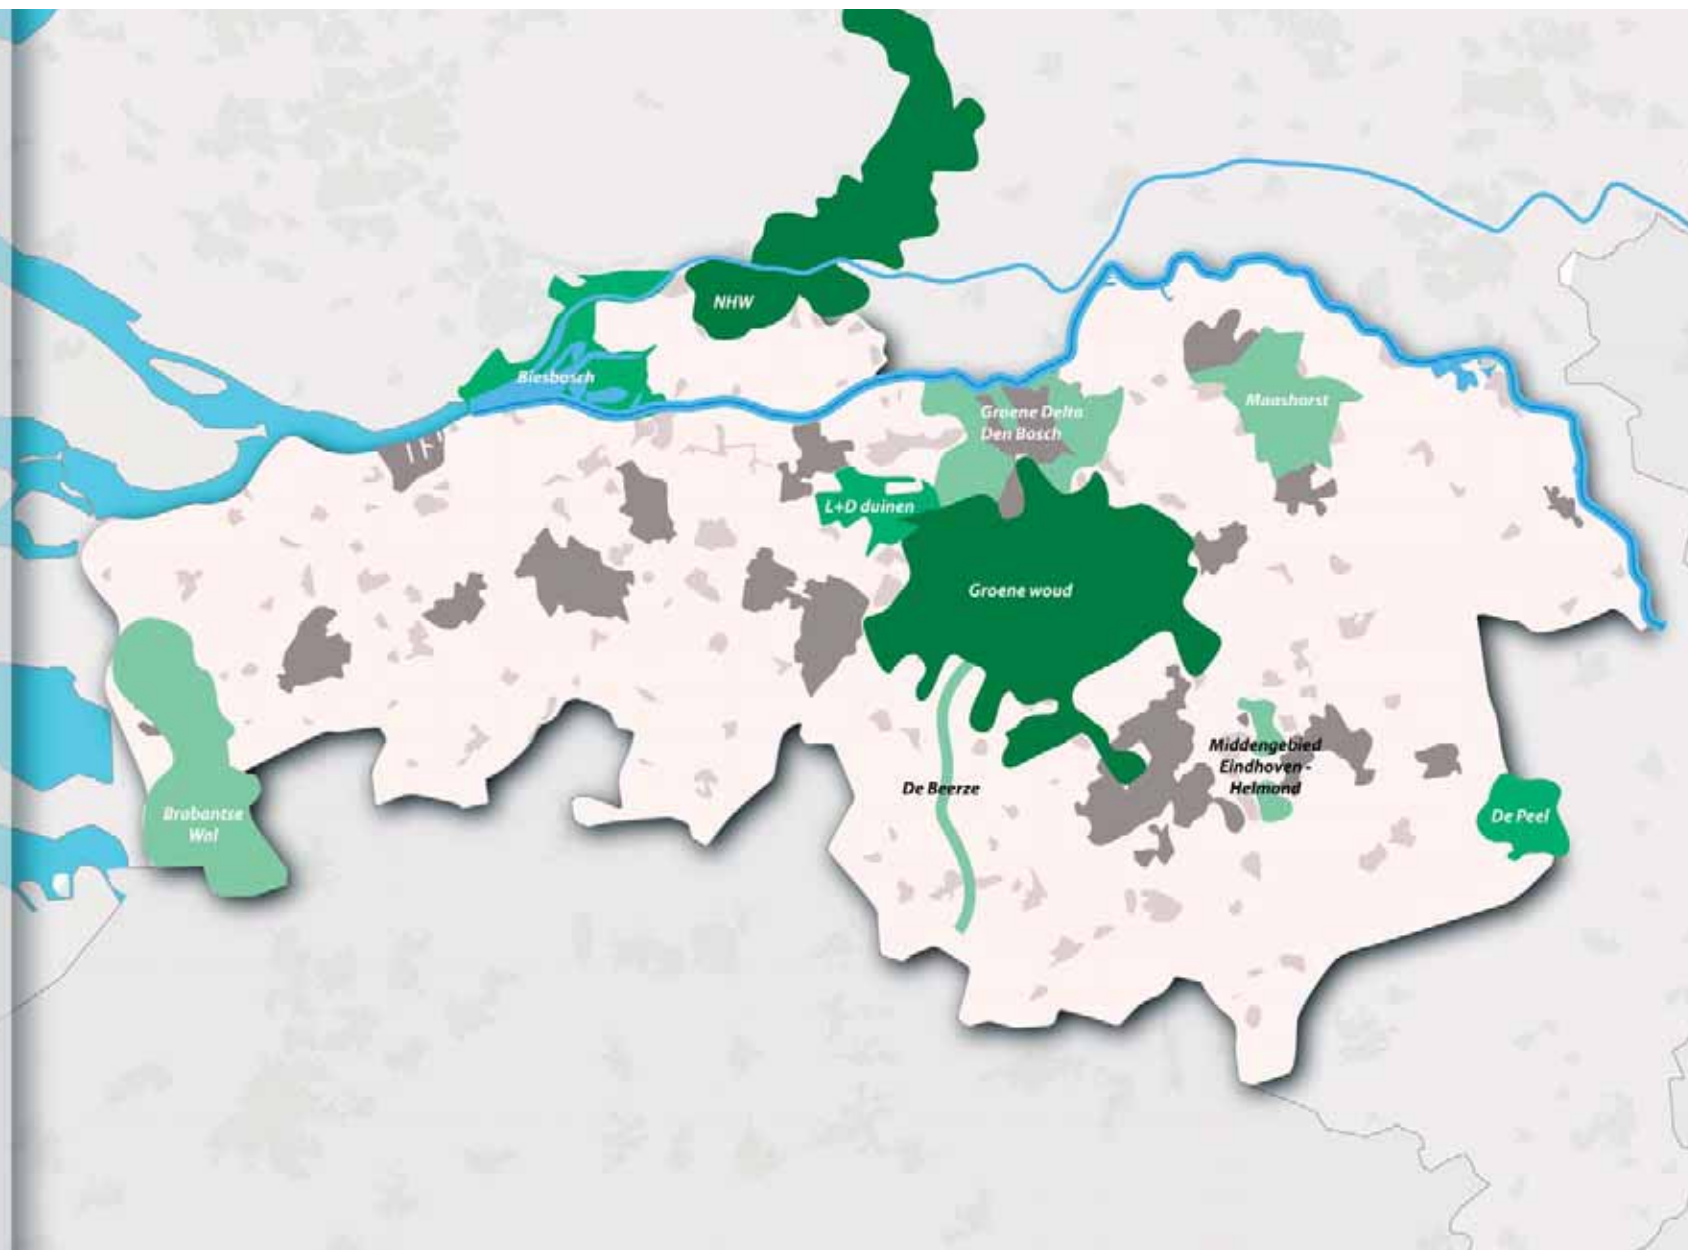 NHW
Biesbosch
Maashorst
Groene Delta
Den Bosch
L+D duinen
Groene woud
Middengebied
Eindhoven -
Helmond
De Beerze
Brabantse
Wal
De Peel